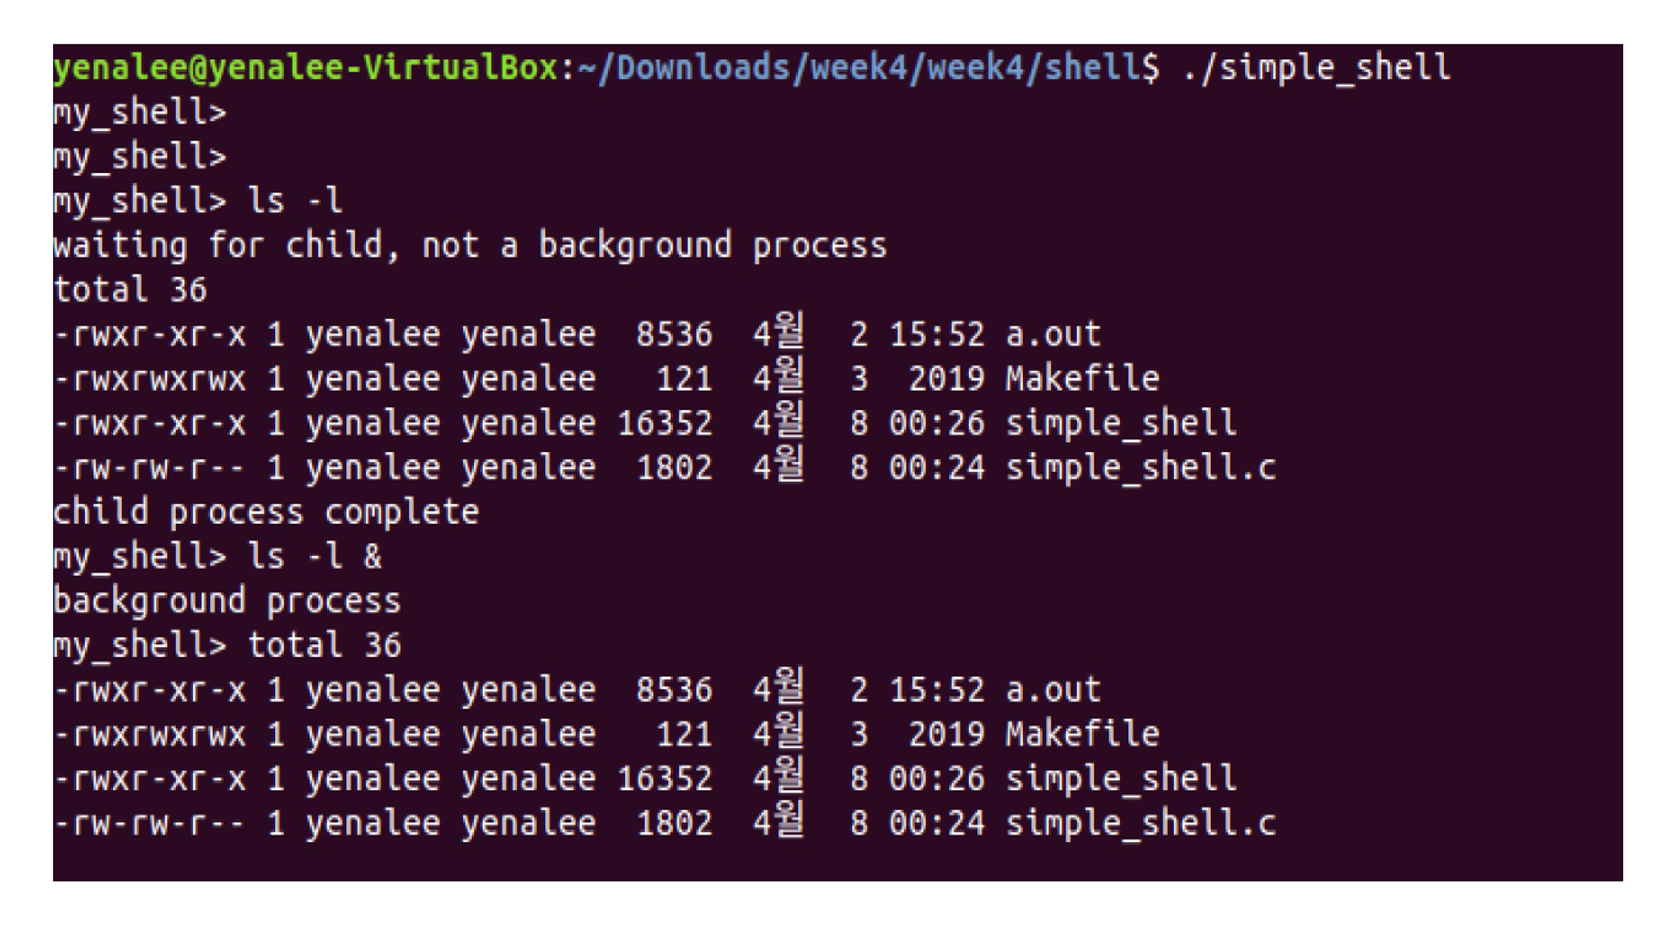 yenalee@yenalee-VirtualBox:~/Downloads/week4/week4/shell$ ./simple_shell
my_shell>
my_shell>
my_shell> ls -l
waiting for child, not a background process
total 36
-rwxr-xr-x 1 yenalee yenalee  8536  4월   2 15:52 a.out
-rwxrwxrwx 1 yenalee yenalee   121  4월   3  2019 Makefile
-rwxr-xr-x 1 yenalee yenalee 16352  4월   8 00:26 simple_shell
-rw-rw-r-- 1 yenalee yenalee  1802  4월   8 00:24 simple_shell.c
child process complete
my_shell> ls -l &
background process
my_shell> total 36
-rwxr-xr-x 1 yenalee yenalee  8536  4월   2 15:52 a.out
-rwxrwxrwx 1 yenalee yenalee   121  4월   3  2019 Makefile
-rwxr-xr-x 1 yenalee yenalee 16352  4월   8 00:26 simple_shell
-rw-rw-r-- 1 yenalee yenalee  1802  4월   8 00:24 simple_shell.c